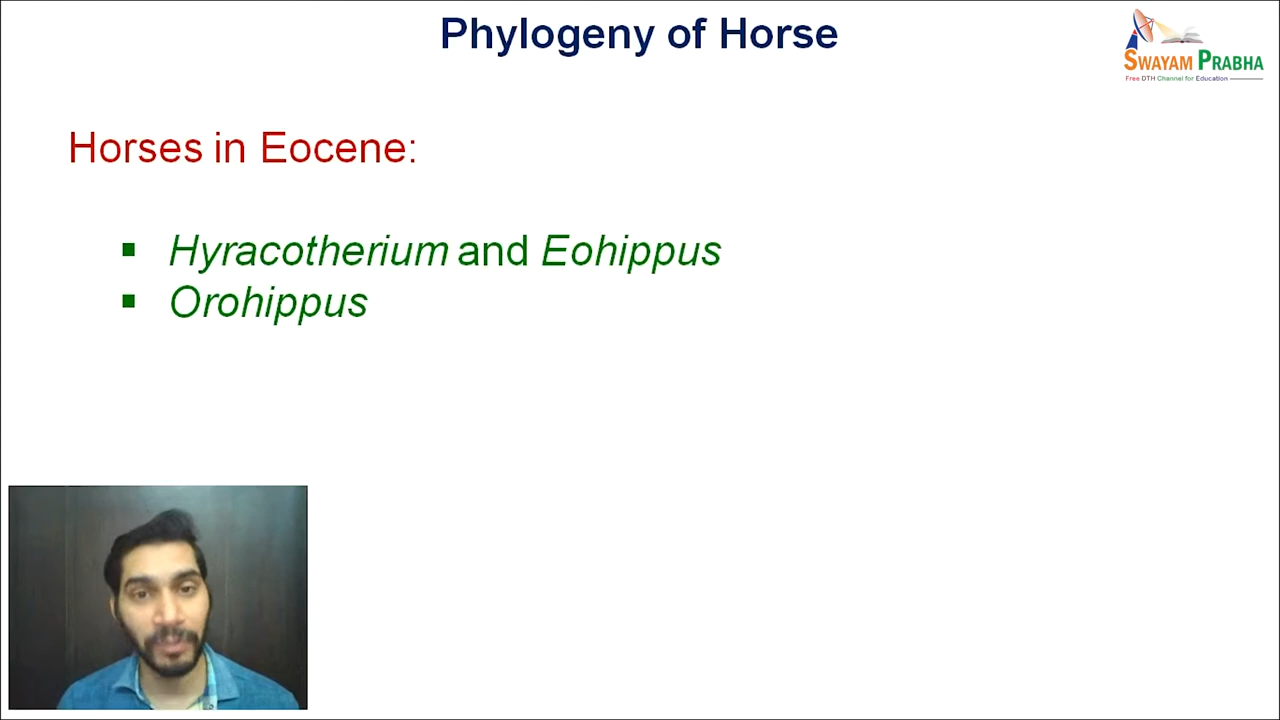 Phylogeny of Horse
SWAYAM PRABHA
Free DTH Channel for Education
Horses in Eocene:
▪ Hyracotherium and Eohippus
▪ Orohippus